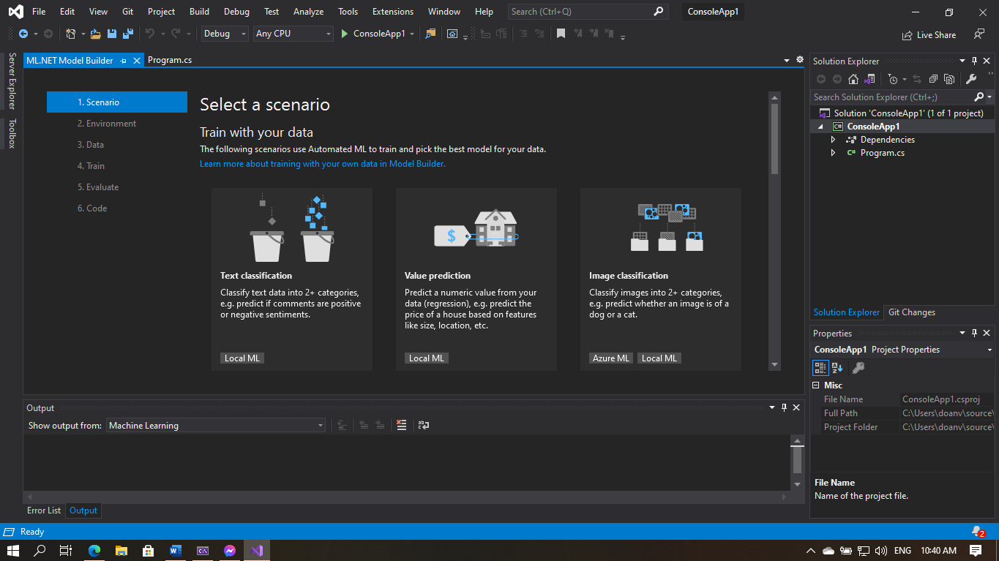 File Edit View Git Project Build Debug Test Analyze Tools Extensions Window Help Search (Ctrl+Q) ConsoleApp1
Debug Any CPU ConsoleApp1 Live Share
Server Explorer
Toolbox
ML.NET Model Builder Program.cs
1. Scenario
2. Environment
3. Data
4. Train
5. Evaluate
6. Code
Select a scenario
Train with your data
The following scenarios use Automated ML to train and pick the best model for your data.
Learn more about training with your own data in Model Builder.
$
Text classification
Classify text data into 2+ categories,
e.g. predict if comments are positive
or negative sentiments.
Local ML
Value prediction
Predict a numeric value from your
data (regression), e.g. predict the
price of a house based on features
like size, location, etc.
Local ML
Image classification
Classify images into 2+ categories,
e.g. predict whether an image is of a
dog or a cat.
Azure ML Local ML
Output
Show output from: Machine Learning
Error List Output
Solution Explorer
Search Solution Explorer (Ctrl+;)
Solution 'ConsoleApp1' (1 of 1 project)
C# ConsoleApp1
Dependencies
C# Program.cs
Solution Explorer Git Changes
Properties
ConsoleApp1 Project Properties
Misc
File Name ConsoleApp1.csproj
Full Path C:\Users\doanv\source\
Project Folder C:\Users\doanv\source\
File Name
Name of the project file.
Ready 2
ENG 10:40 AM